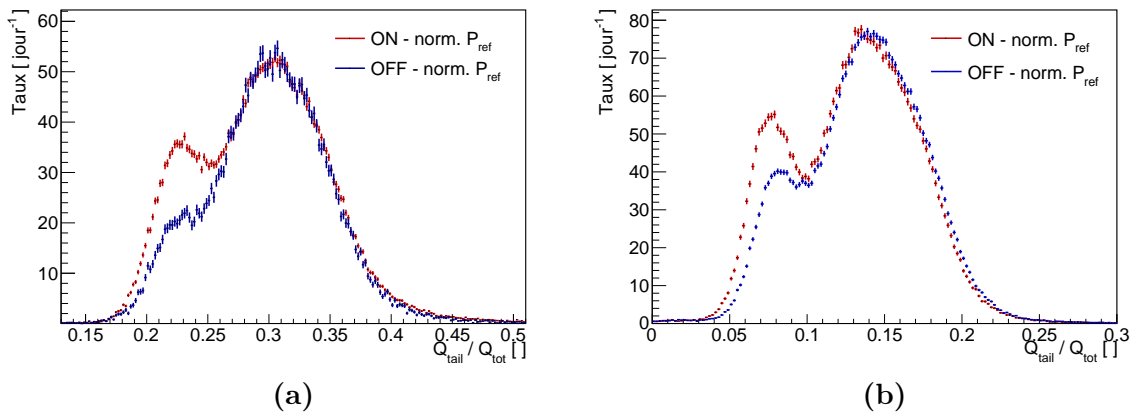 Taux [ jour⁻¹ ]
60
50
40
30
20
10
ON - norm. P_ref
OFF - norm. P_ref
0.15 0.2 0.25 0.3 0.35 0.4 0.45 0.5
Q_tail / Q_tot [ ]
(a)
Taux [ jour⁻¹ ]
80
70
60
50
40
30
20
10
0
ON - norm. P_ref
OFF - norm. P_ref
0 0.05 0.1 0.15 0.2 0.25 0.3
Q_tail / Q_tot [ ]
(b)